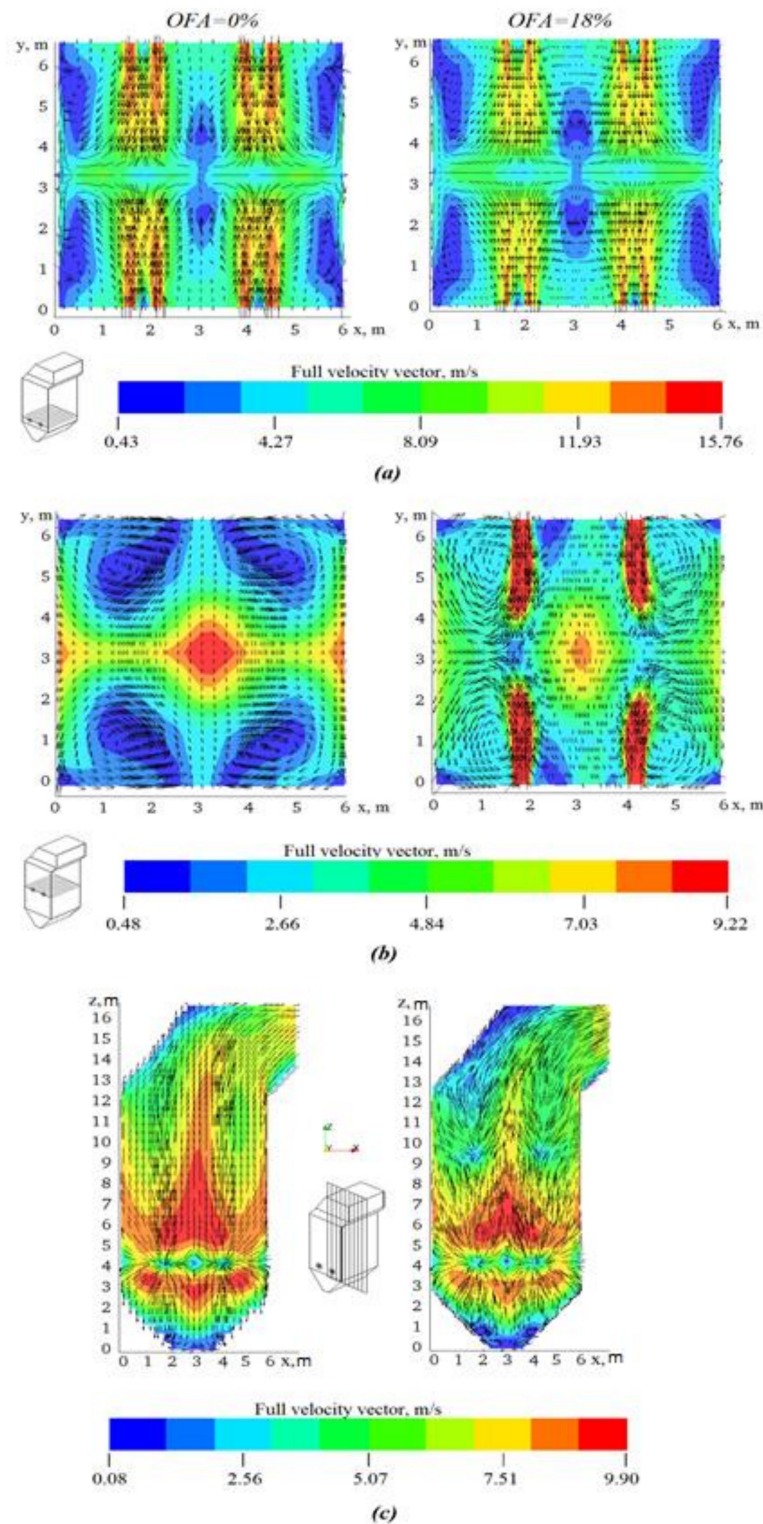 OFA=0% OFA=18%
y, m y, m
6 6
5 5
4 4
3 3
2 2
1 1
0 0
0 1 2 3 4 5 6 x, m 0 1 2 3 4 5 6 x, m
Full velocity vector, m/s
0.43 4.27 8.09 11.93 15.76
(a)
y, m y, m
6 6
5 5
4 4
3 3
2 2
1 1
0 0
0 1 2 3 4 5 6 x, m 0 1 2 3 4 5 6 x, m
Full velocity vector, m/s
0.48 2.66 4.84 7.03 9.22
(b)
z, m z, m
16 16
15 15
14 14
13 13
12 12
11 11
10 10
9 9
8 8
7 7
6 6
5 5
4 4
3 3
2 2
1 1
0 0
0 1 2 3 4 5 6 x, m 0 1 2 3 4 5 6 x, m
Z
Y X
Full velocity vector, m/s
0.08 2.56 5.07 7.51 9.90
(c)